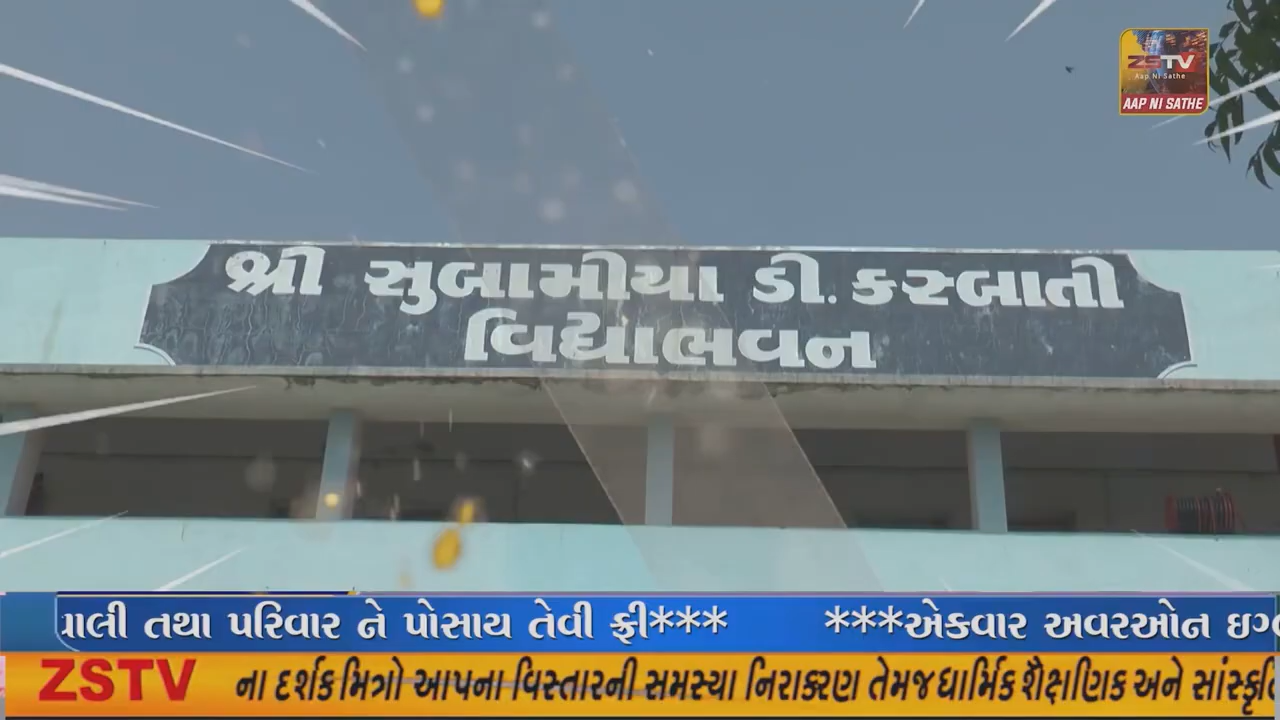 ZSTV
Aap Ni Sathe
AAP NI SATHE
શ્રી સુબામીયા ડી. કરબાતી
વિદ્યાભવન
તથા પરિવાર ને પોસાય તેવી ફ્રી*** ***એકવાર અવરઓન
ZSTV ના દર્શક મિત્રો આપના વિસ્તારની સમસ્યા નિરાકરણ તેમજ ધાર્મિક શૈક્ષણિક અને